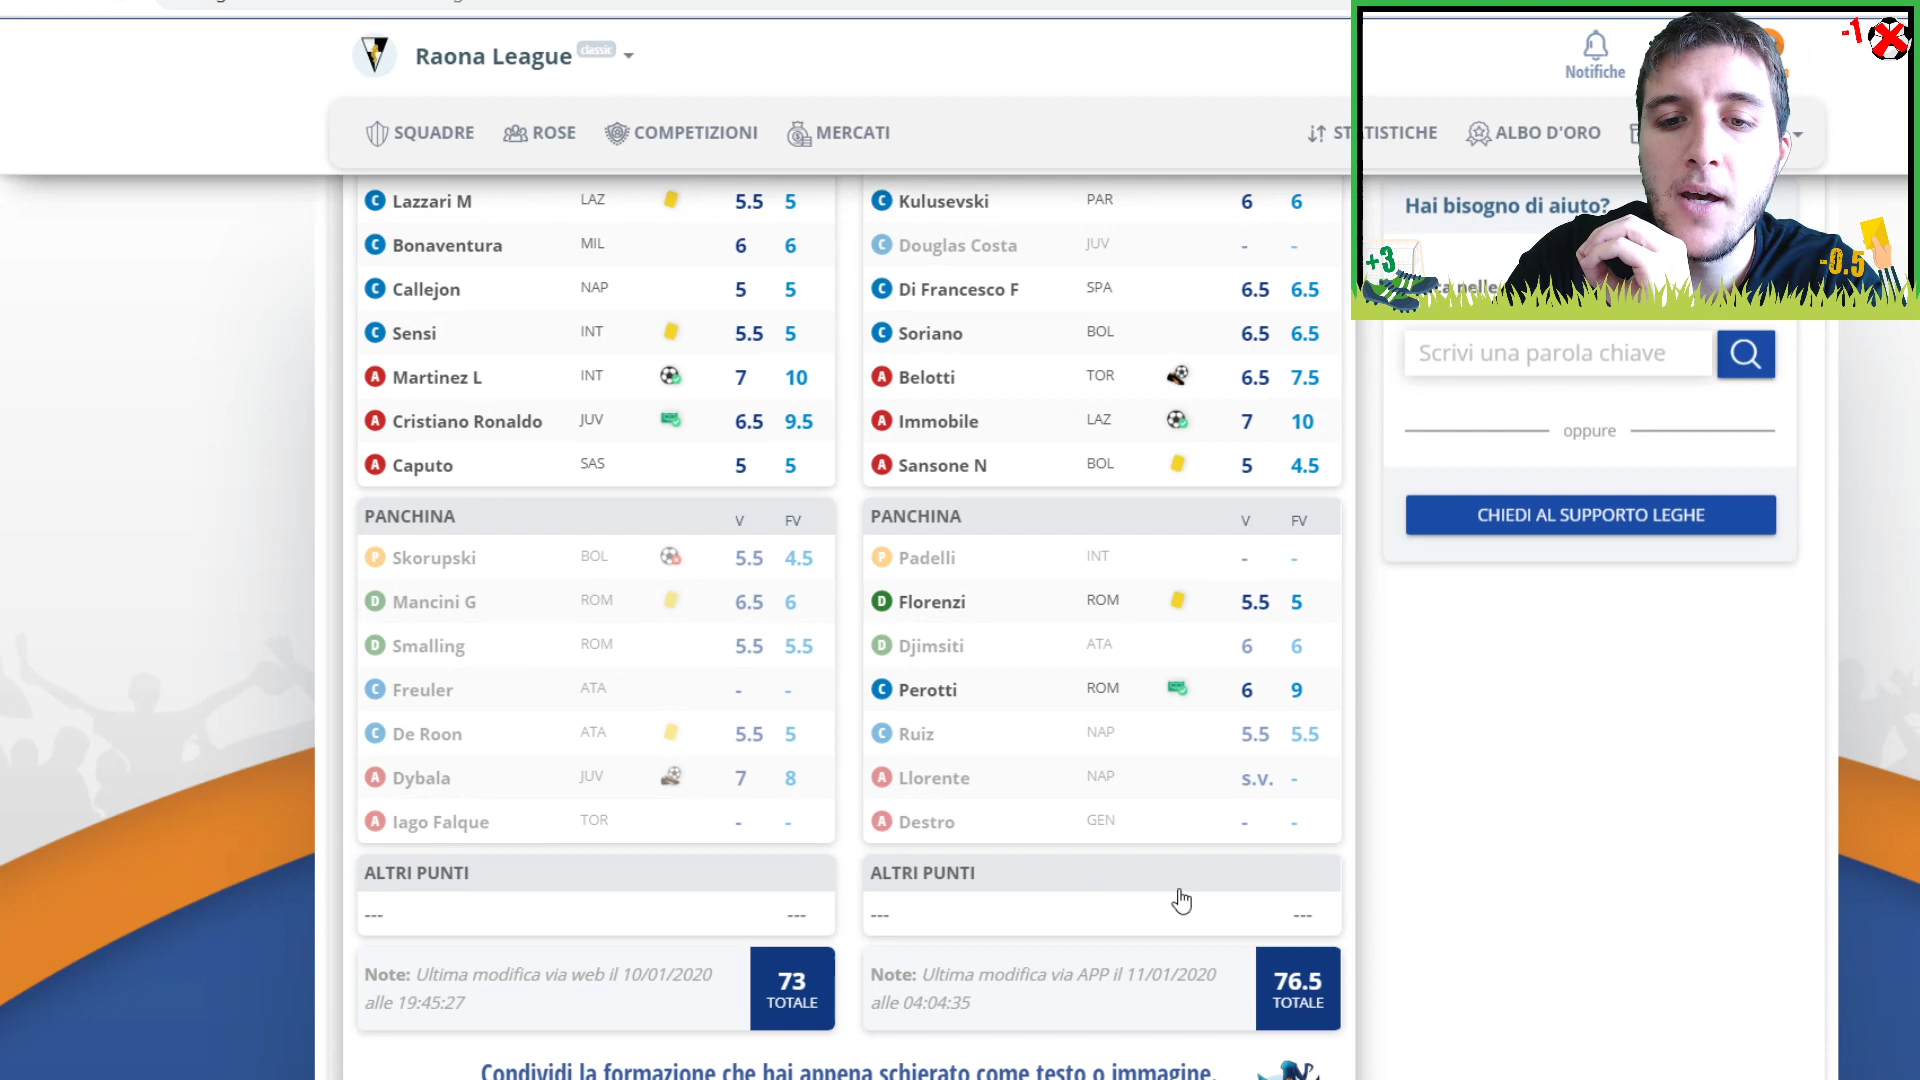 Raona League classic
Notifiche
SQUADRE ROSE COMPETIZIONI MERCATI STATISTICHE ALBO D'ORO
-1
+3
-0.5
C Lazzari M LAZ 5.5 5
C Bonaventura MIL 6 6
C Callejon NAP 5 5
C Sensi INT 5.5 5
A Martinez L INT 7 10
A Cristiano Ronaldo JUV 6.5 9.5
A Caputo SAS 5 5
PANCHINA V FV
P Skorupski BOL 5.5 4.5
D Mancini G ROM 6.5 6
D Smalling ROM 5.5 5.5
C Freuler ATA - -
C De Roon ATA 5.5 5
A Dybala JUV 7 8
A Iago Falque TOR - -
ALTRI PUNTI
--- ---
Note: Ultima modifica via web il 10/01/2020
alle 19:45:27
73
TOTALE
C Kulusevski PAR 6 6
C Douglas Costa JUV - -
C Di Francesco F SPA 6.5 6.5
C Soriano BOL 6.5 6.5
A Belotti TOR 6.5 7.5
A Immobile LAZ 7 10
A Sansone N BOL 5 4.5
PANCHINA V FV
P Padelli INT - -
D Florenzi ROM 5.5 5
D Djimsiti ATA 6 6
C Perotti ROM 6 9
C Ruiz NAP 5.5 5.5
A Llorente NAP s.v. -
A Destro GEN - -
ALTRI PUNTI
--- ---
Note: Ultima modifica via APP il 11/01/2020
alle 04:04:35
76.5
TOTALE
Hai bisogno di aiuto?
nelle
Scrivi una parola chiave
oppure
CHIEDI AL SUPPORTO LEGHE
Condividi la formazione che hai appena schierato come testo o immagine.